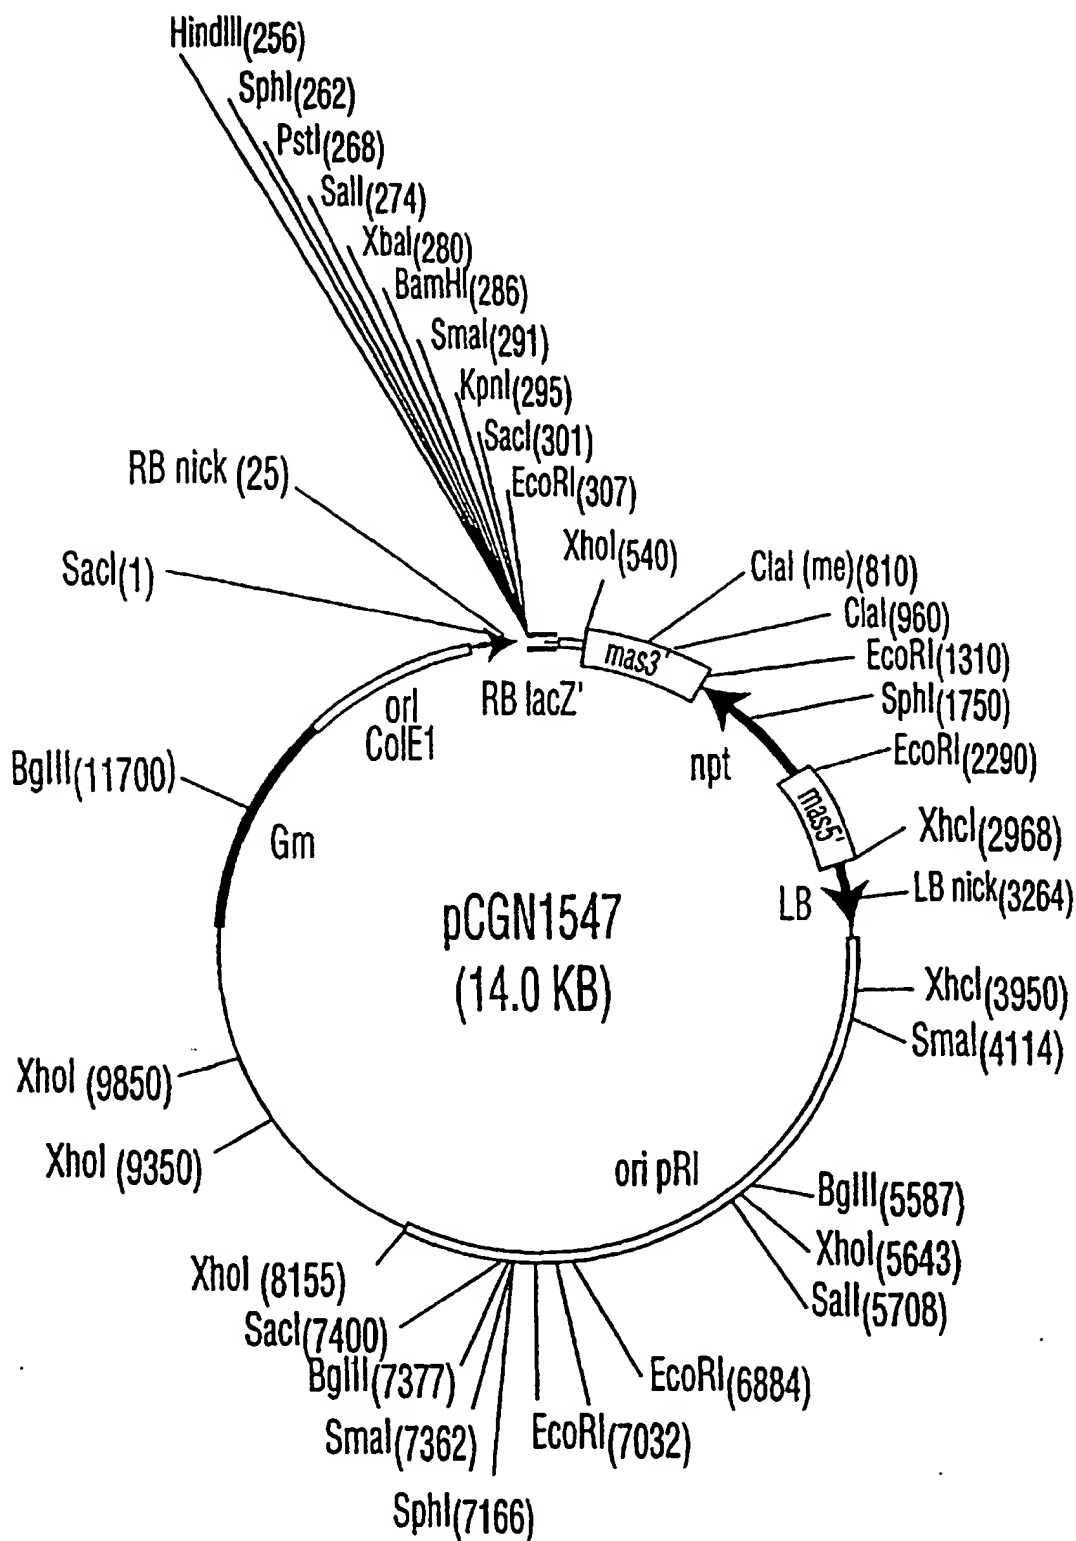 HindIII(256)
SphI(262)
PstI(268)
SalI(274)
XbaI(280)
BamHI(286)
SmaI(291)
KpnI(295)
SacI(301)
EcoRI(307)
RB nick (25)
SacI(1)
XhoI(540)
ClaI (me)(810)
ClaI(960)
EcoRI(1310)
SphI(1750)
EcoRI(2290)
XhcI(2968)
LB nick(3264)
XhcI(3950)
SmaI(4114)
BglII(5587)
XhoI(5643)
SalI(5708)
EcoRI(6884)
EcoRI(7032)
SphI(7166)
SmaI(7362)
BglII(7377)
SacI(7400)
XhoI (8155)
XhoI (9350)
XhoI (9850)
BglII(11700)
mas3'
npt
mas5'
LB
ori pRI
Gm
orI
ColE1
RB lacZ'
pCGN1547
(14.0 KB)